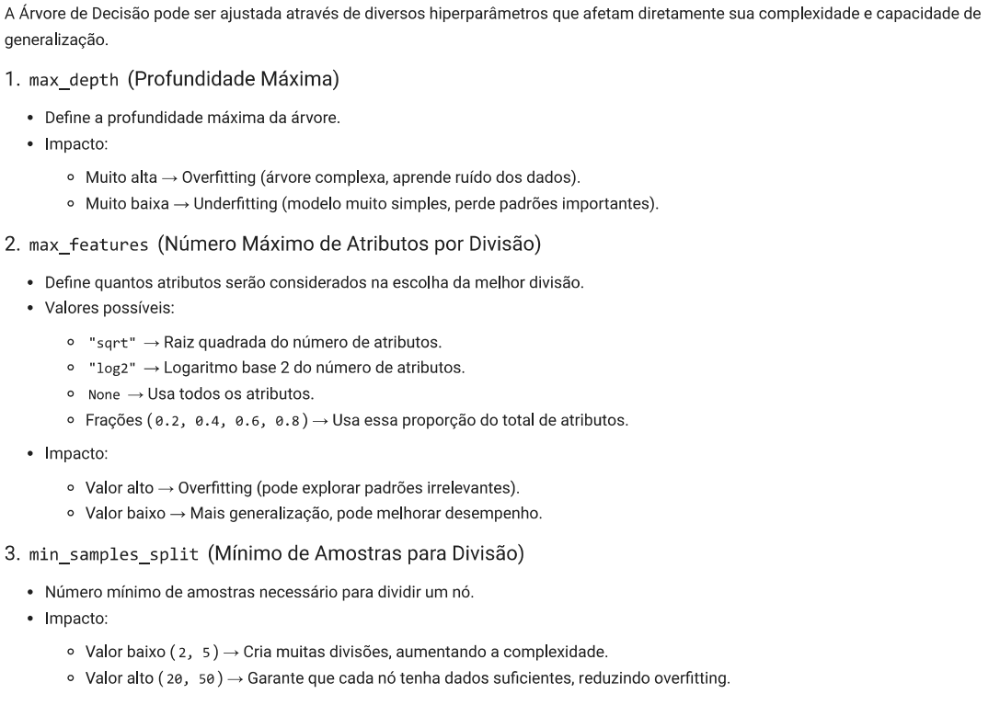 A Árvore de Decisão pode ser ajustada através de diversos hiperparâmetros que afetam diretamente sua complexidade e capacidade de
generalização.
1. max_depth (Profundidade Máxima)
• Define a profundidade máxima da árvore.
• Impacto:
◦ Muito alta → Overfitting (árvore complexa, aprende ruído dos dados).
◦ Muito baixa → Underfitting (modelo muito simples, perde padrões importantes).
2. max_features (Número Máximo de Atributos por Divisão)
• Define quantos atributos serão considerados na escolha da melhor divisão.
• Valores possíveis:
◦ "sqrt" → Raiz quadrada do número de atributos.
◦ "log2" → Logaritmo base 2 do número de atributos.
◦ None → Usa todos os atributos.
◦ Frações (0.2, 0.4, 0.6, 0.8) → Usa essa proporção do total de atributos.
• Impacto:
◦ Valor alto → Overfitting (pode explorar padrões irrelevantes).
◦ Valor baixo → Mais generalização, pode melhorar desempenho.
3. min_samples_split (Mínimo de Amostras para Divisão)
• Número mínimo de amostras necessário para dividir um nó.
• Impacto:
◦ Valor baixo (2, 5) → Cria muitas divisões, aumentando a complexidade.
◦ Valor alto (20, 50) → Garante que cada nó tenha dados suficientes, reduzindo overfitting.